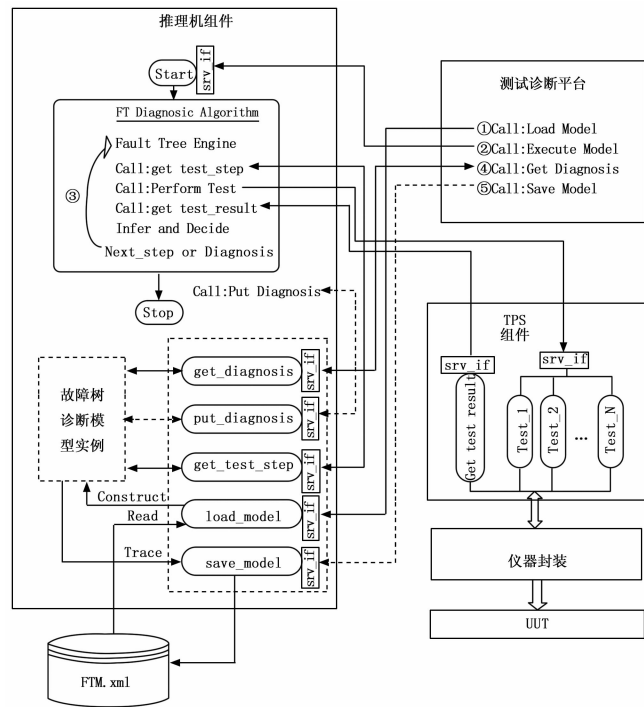 推理机组件
Start
srv_if
FT Diagnosic Algorithm
Fault Tree Engine
Call:get test_step
Call:Perform Test
Call:get test_result
Infer and Decide
Next_step or Diagnosis
③
Stop
Call:Put Diagnosis
故障树
诊断模
型实例
get_diagnosis
srv_if
put_diagnosis
srv_if
get_test_step
srv_if
load_model
srv_if
save_model
srv_if
Construct
Read
Trace
FTM.xml
测试诊断平台
①Call:Load Model
②Call:Execute Model
④Call:Get Diagnosis
⑤Call:Save Model
TPS
组件
srv_if
srv_if
Get test result
Test_1
Test_2
...
Test_N
仪器封装
UUT